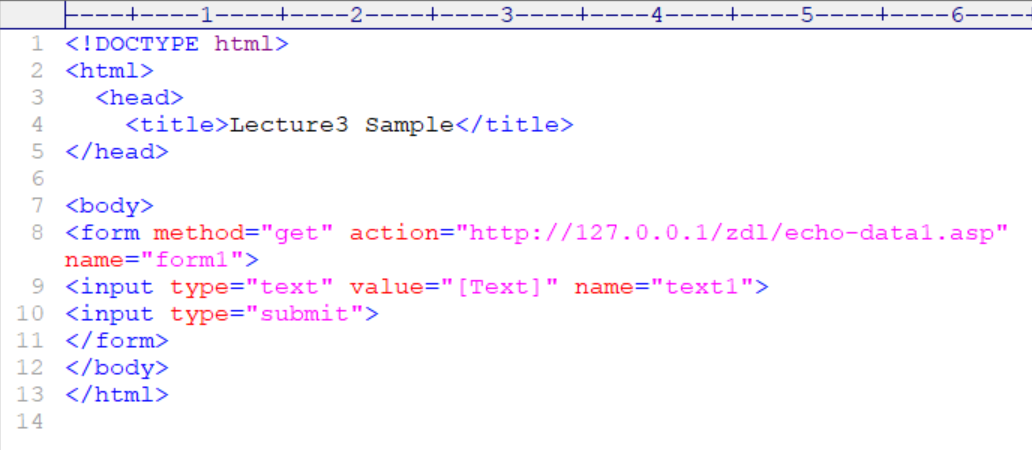 ----+----1----+----2----+----3----+----4----+----5----+----6----
1 <!DOCTYPE html>
2 <html>
3   <head>
4     <title>Lecture3 Sample</title>
5 </head>
6
7 <body>
8 <form method="get" action="http://127.0.0.1/zdl/echo-data1.asp"
name="form1">
9 <input type="text" value="[Text]" name="text1">
10 <input type="submit">
11 </form>
12 </body>
13 </html>
14